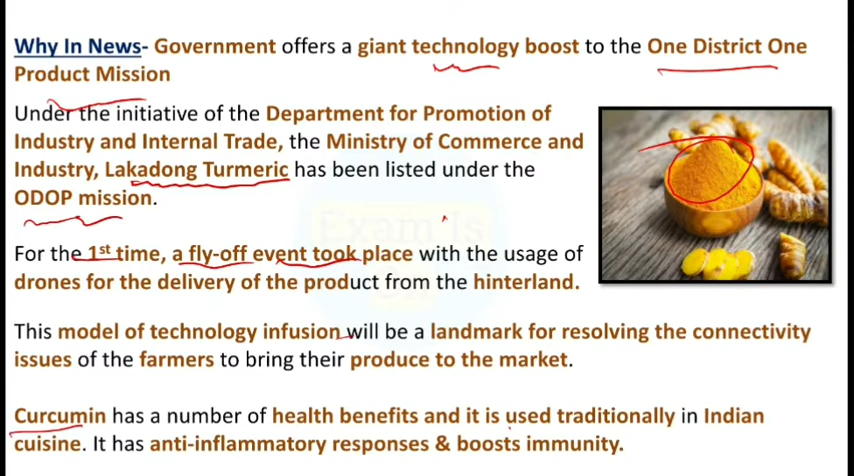 Why In News- Government offers a giant technology boost to the One District One
Product Mission
Under the initiative of the Department for Promotion of
Industry and Internal Trade, the Ministry of Commerce and
Industry, Lakadong Turmeric has been listed under the
ODOP mission.
For the 1st time, a fly-off event took place with the usage of
drones for the delivery of the product from the hinterland.
This model of technology infusion will be a landmark for resolving the connectivity
issues of the farmers to bring their produce to the market.
Curcumin has a number of health benefits and it is used traditionally in Indian
cuisine. It has anti-inflammatory responses & boosts immunity.
Exam Is
On